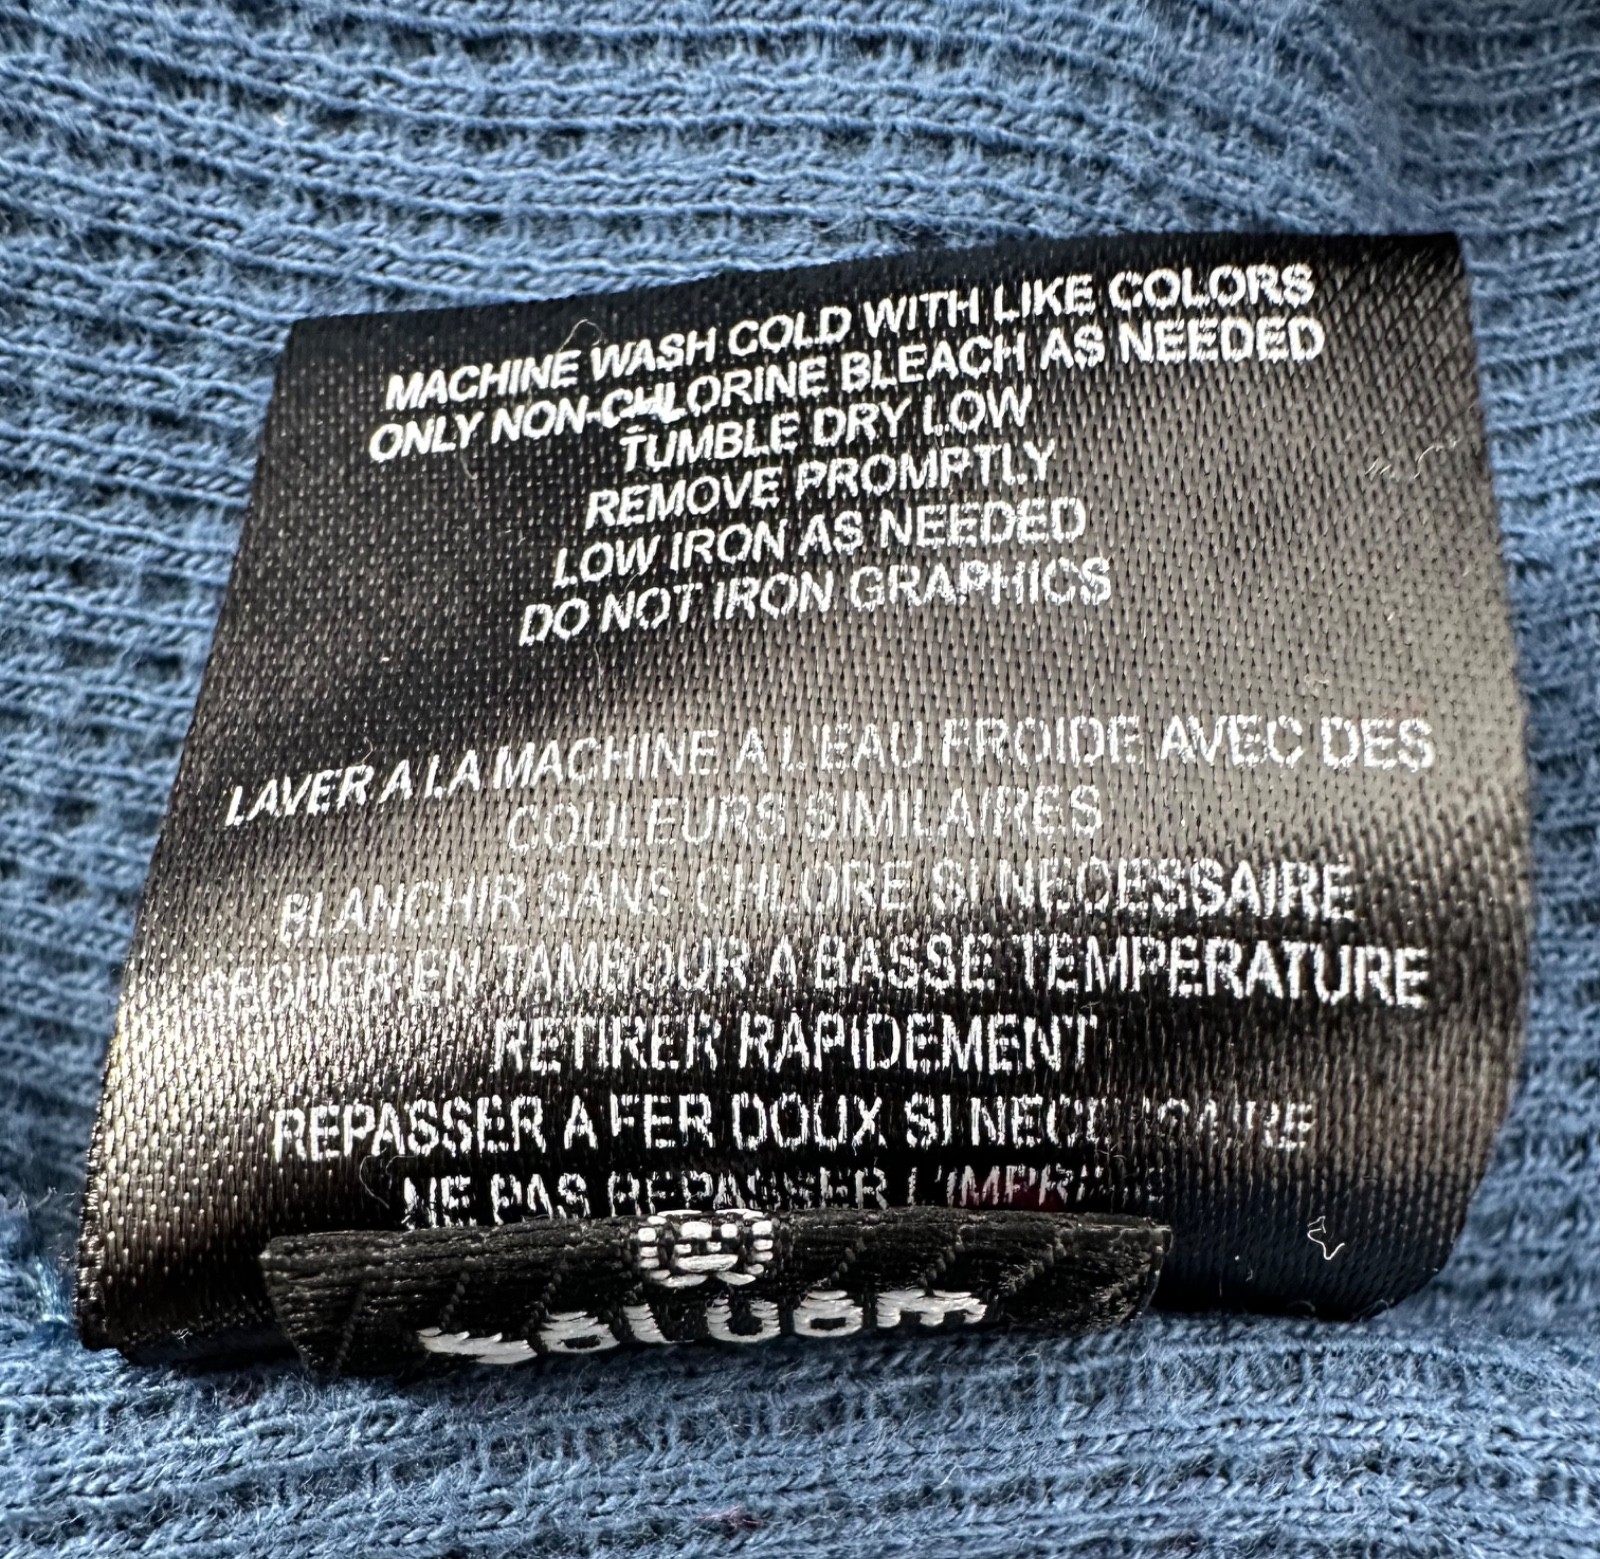 MACHINE WASH COLD WITH LIKE COLORS
ONLY NON-CHLORINE BLEACH AS NEEDED
TUMBLE DRY LOW
REMOVE PROMPTLY
LOW IRON AS NEEDED
DO NOT IRON GRAPHICS
LAVER A LA MACHINE A L'EAU FROIDE AVEC DES
COULEURS SIMILAIRES
BLANCHIR SANS CHLORE SI NECESSAIRE
SECHER EN TAMBOUR A BASSE TEMPERATURE
RETIRER RAPIDEMENT
REPASSER A FER DOUX SI NECESSAIRE
NE PAS REPASSER